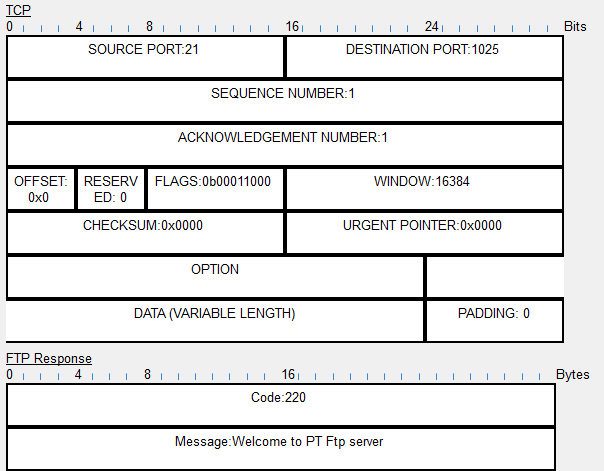 TCP
0 4 8 16 24 Bits
SOURCE PORT:21 DESTINATION PORT:1025
SEQUENCE NUMBER:1
ACKNOWLEDGEMENT NUMBER:1
OFFSET: RESERV FLAGS:0b00011000 WINDOW:16384
0x0 ED: 0
CHECKSUM:0x0000 URGENT POINTER:0x0000
OPTION
DATA (VARIABLE LENGTH) PADDING: 0
FTP Response
0 4 8 16 Bytes
Code:220
Message:Welcome to PT Ftp server